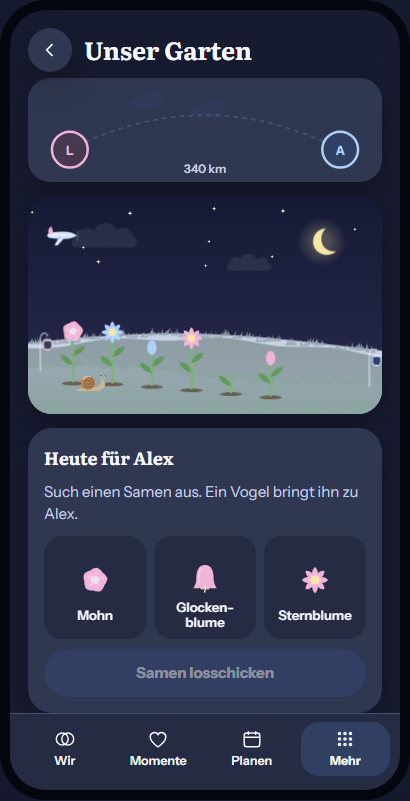 Unser Garten
L
A
340 km
Heute für Alex
Such einen Samen aus. Ein Vogel bringt ihn zu
Alex.
Mohn
Glocken-
blume
Sternblume
Samen losschicken
Wir
Momente
Planen
Mehr